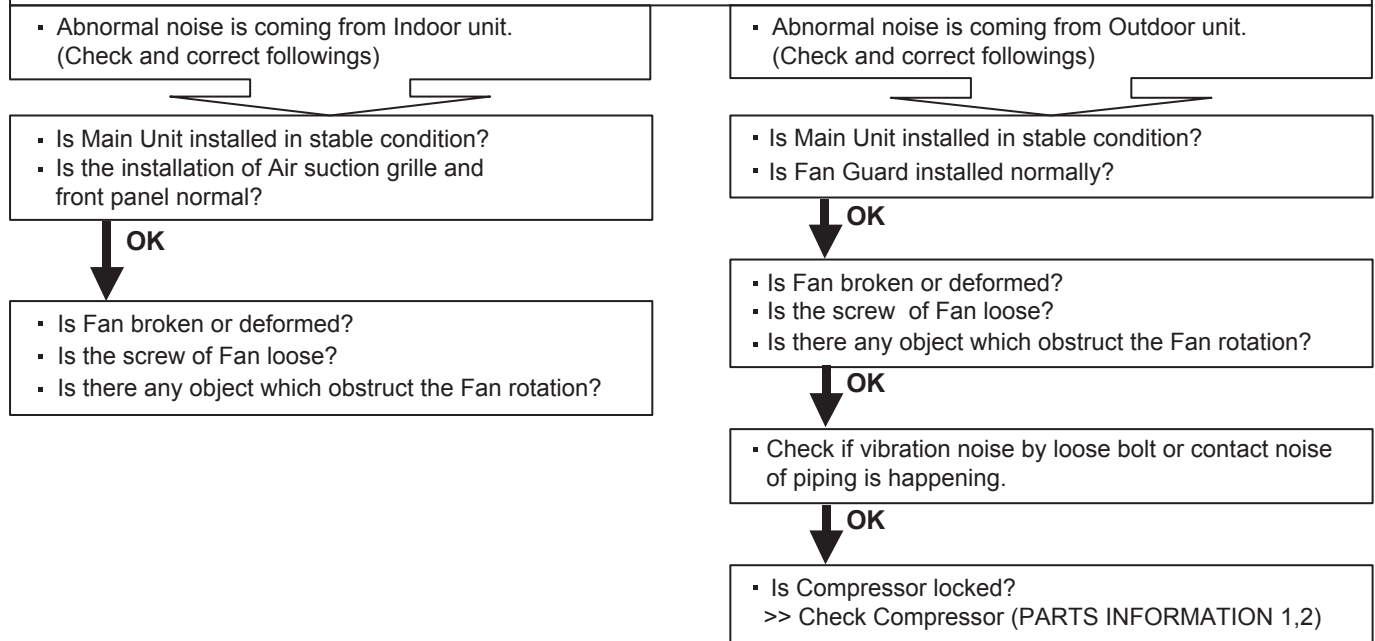 ▪ Abnormal noise is coming from Indoor unit.
(Check and correct followings)
▪ Is Main Unit installed in stable condition?
▪ Is the installation of Air suction grille and
front panel normal?
OK
▪ Is Fan broken or deformed?
▪ Is the screw of Fan loose?
▪ Is there any object which obstruct the Fan rotation?
▪ Abnormal noise is coming from Outdoor unit.
(Check and correct followings)
▪ Is Main Unit installed in stable condition?
▪ Is Fan Guard installed normally?
OK
▪ Is Fan broken or deformed?
▪ Is the screw of Fan loose?
▪ Is there any object which obstruct the Fan rotation?
OK
▪ Check if vibration noise by loose bolt or contact noise
of piping is happening.
OK
▪ Is Compressor locked?
>> Check Compressor (PARTS INFORMATION 1,2)